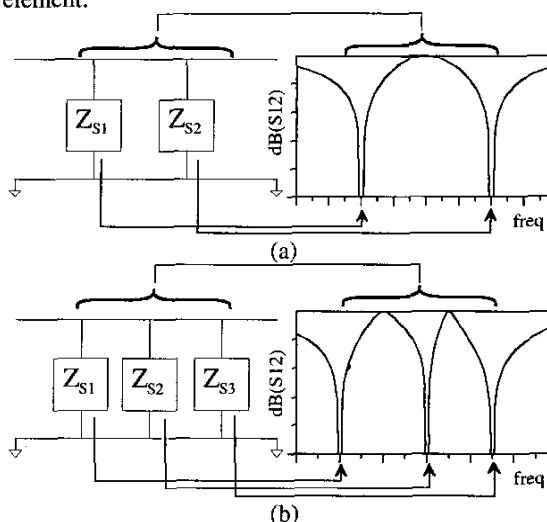 element.
Z_S1 Z_S2
dB(S12)
freq
(a)
Z_S1 Z_S2 Z_S3
dB(S12)
freq
(b)